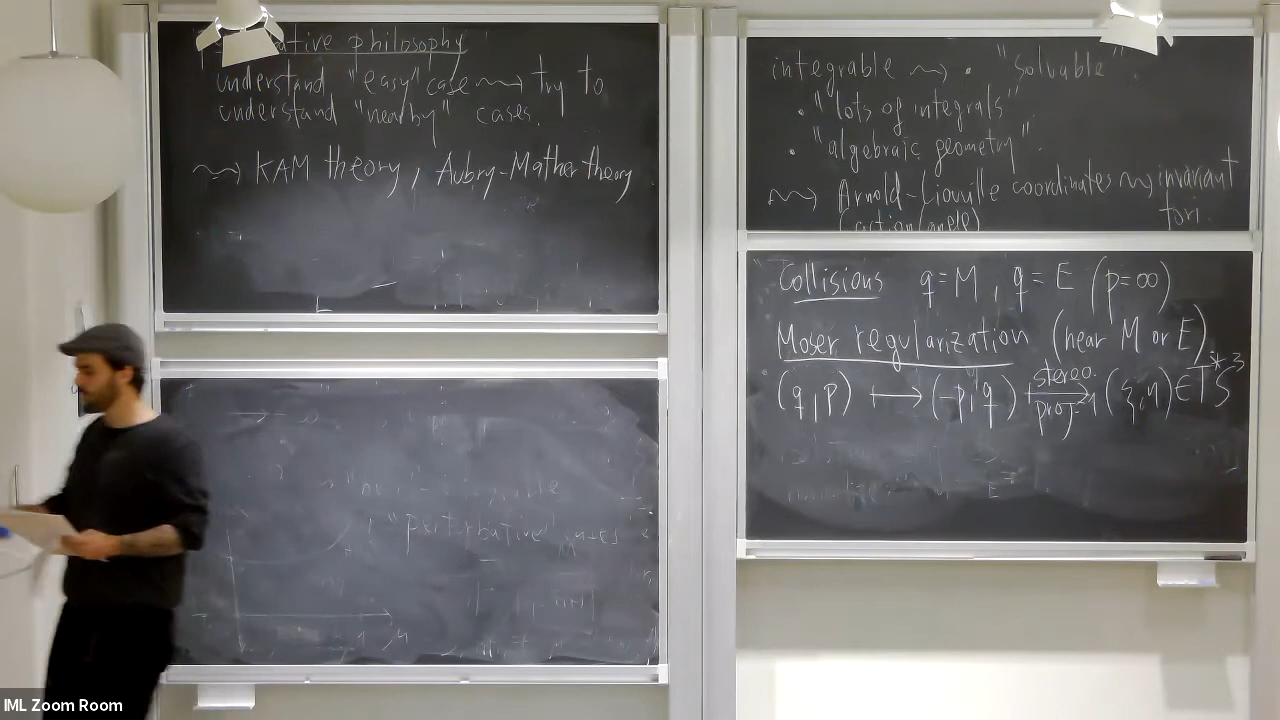 philosophy
understand "easy" case ⇝ try to
understand "nearby" cases.
⇝ KAM theory, Aubry-Mather theory
"perturbative"
integrable ⇝ • "solvable"
• "lots of integrals"
• "algebraic geometry".
⇝ Arnold-Liouville coordinates ⇝ invariant
(action/angle) tori.
Collisions q=M, q=E (p=∞)
Moser regularization (near M or E)
(q,p) ↦ (-p,q) stereo. proj⁻¹ ↦ (ξ,η) ∈ T*S³
IML Zoom Room